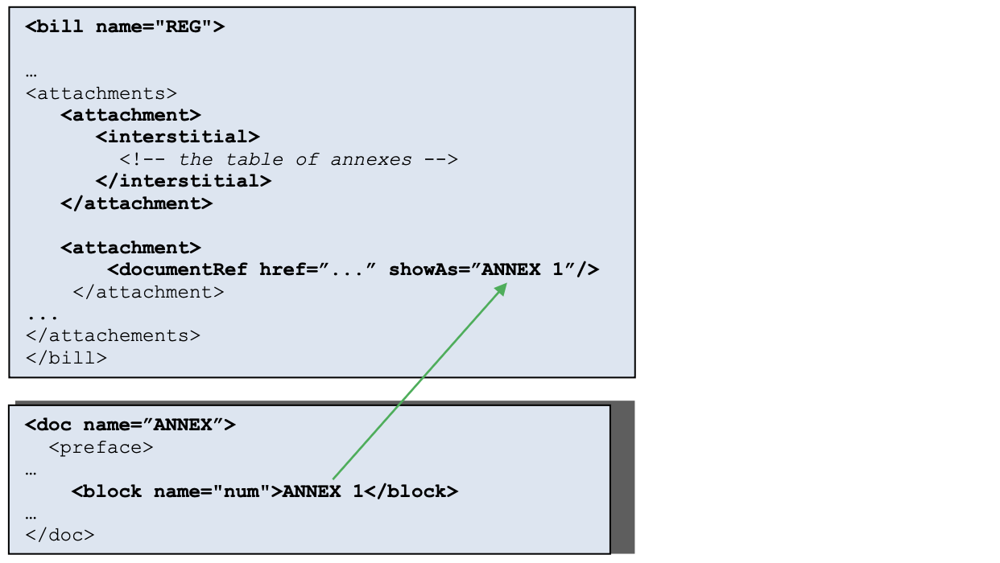 <bill name="REG">
…
<attachments>
<attachment>
<interstitial>
<!-- the table of annexes -->
</interstitial>
</attachment>
<attachment>
<documentRef href=”...” showAs=”ANNEX 1”/>
</attachment>
...
</attachements>
</bill>
<doc name=”ANNEX”>
<preface>
…
<block name="num">ANNEX 1</block>
…
</doc>